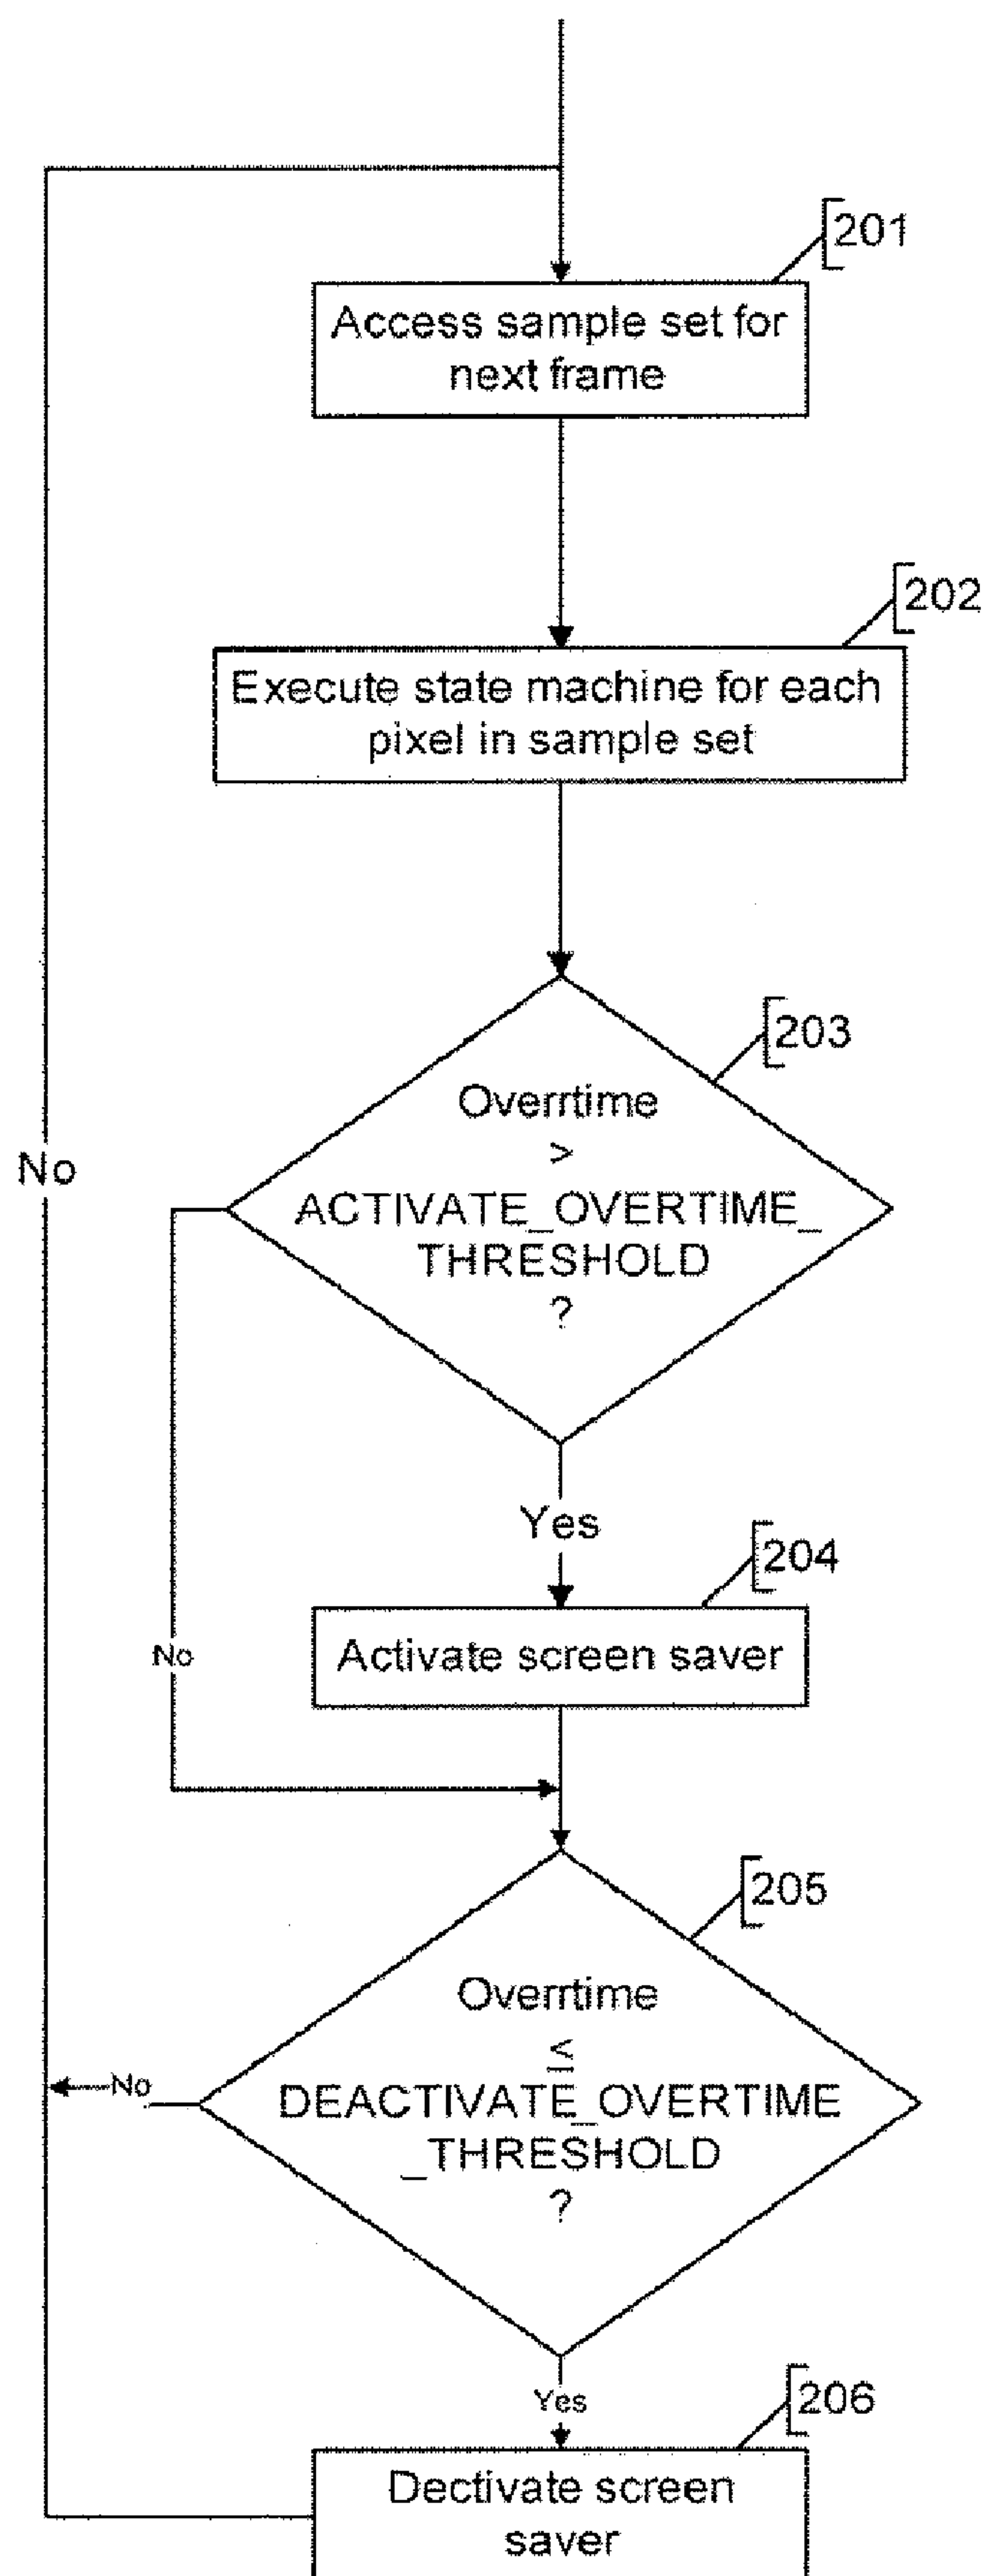 201
Access sample set for
next frame
202
Execute state machine for each
pixel in sample set
203
Overrtime
>
ACTIVATE_OVERTIME_
THRESHOLD
?
No
Yes
204
Activate screen saver
No
205
Overrtime
≤
DEACTIVATE_OVERTIME
_THRESHOLD
?
No
Yes
206
Dectivate screen
saver